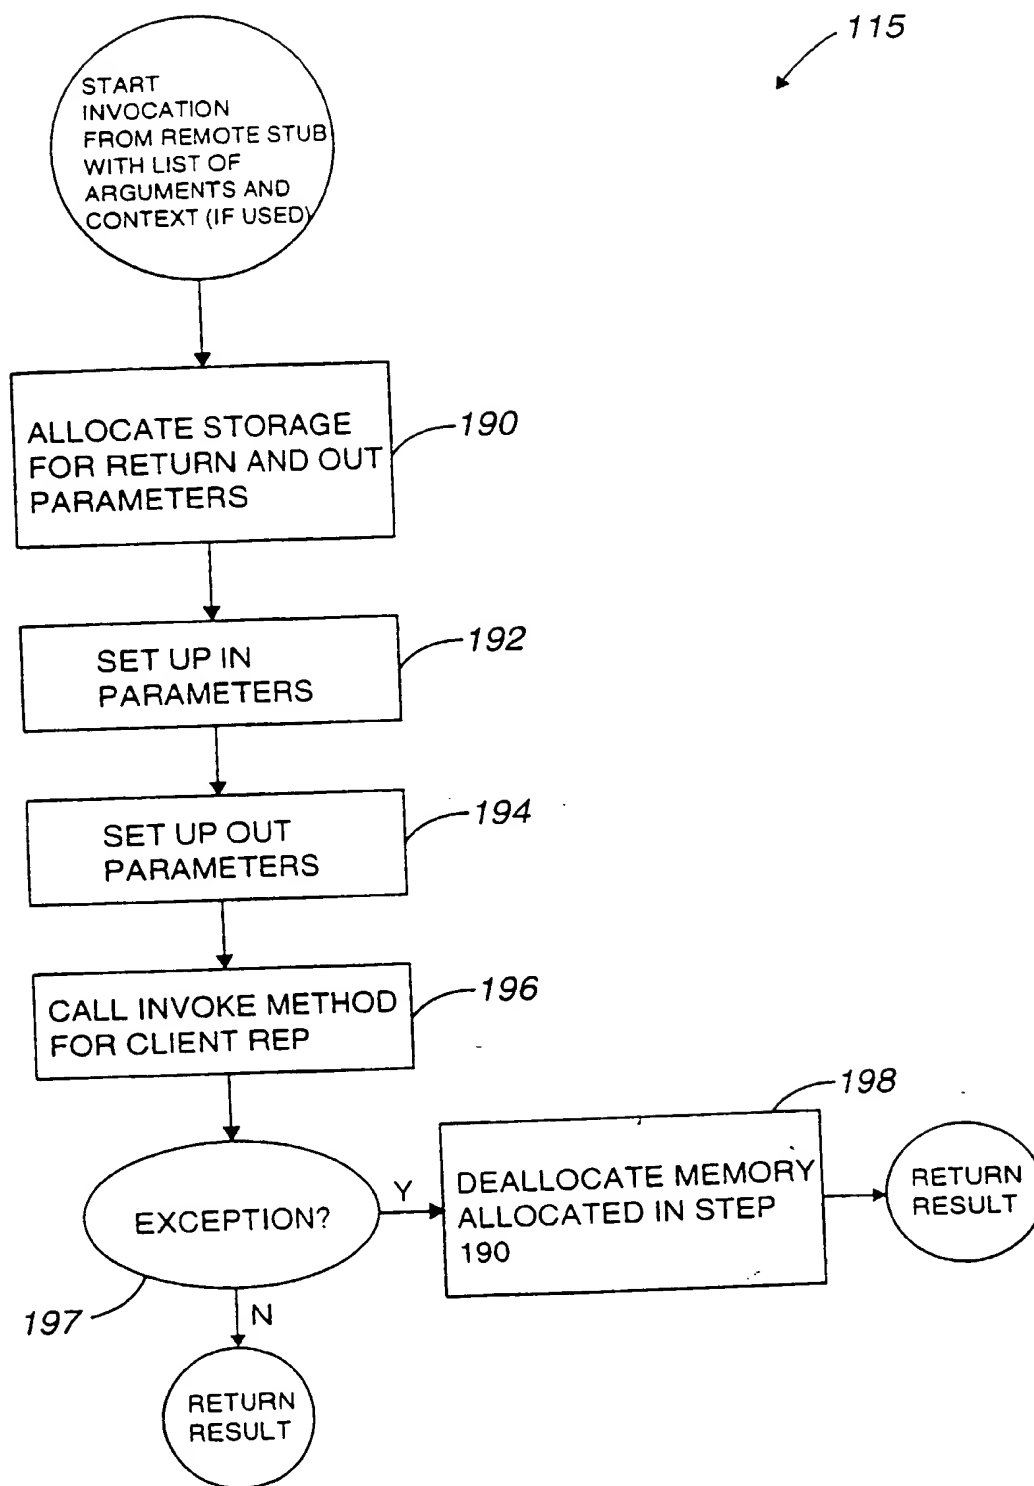 115
START
INVOCATION
FROM REMOTE STUB
WITH LIST OF
ARGUMENTS AND
CONTEXT (IF USED)
ALLOCATE STORAGE
FOR RETURN AND OUT
PARAMETERS
190
SET UP IN
PARAMETERS
192
SET UP OUT
PARAMETERS
194
CALL INVOKE METHOD
FOR CLIENT REP
196
EXCEPTION?
197
Y
DEALLOCATE MEMORY
ALLOCATED IN STEP
190
198
RETURN
RESULT
N
RETURN
RESULT